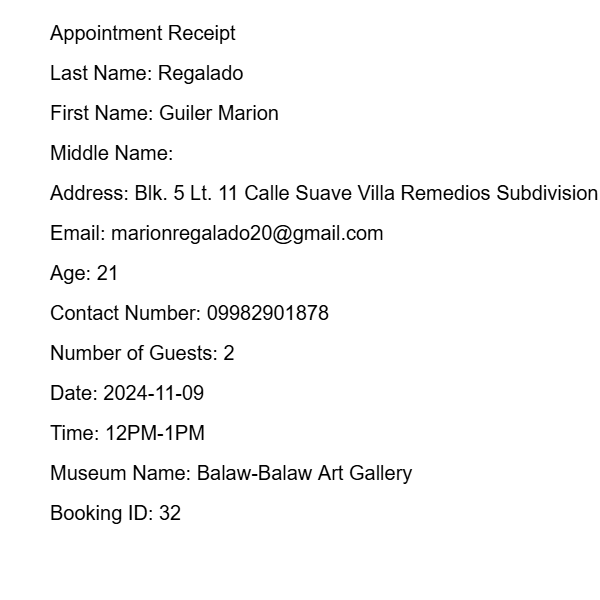 Appointment Receipt
Last Name: Regalado
First Name: Guiler Marion
Middle Name:
Address: Blk. 5 Lt. 11 Calle Suave Villa Remedios Subdivision
Email: marionregalado20@gmail.com
Age: 21
Contact Number: 09982901878
Number of Guests: 2
Date: 2024-11-09
Time: 12PM-1PM
Museum Name: Balaw-Balaw Art Gallery
Booking ID: 32